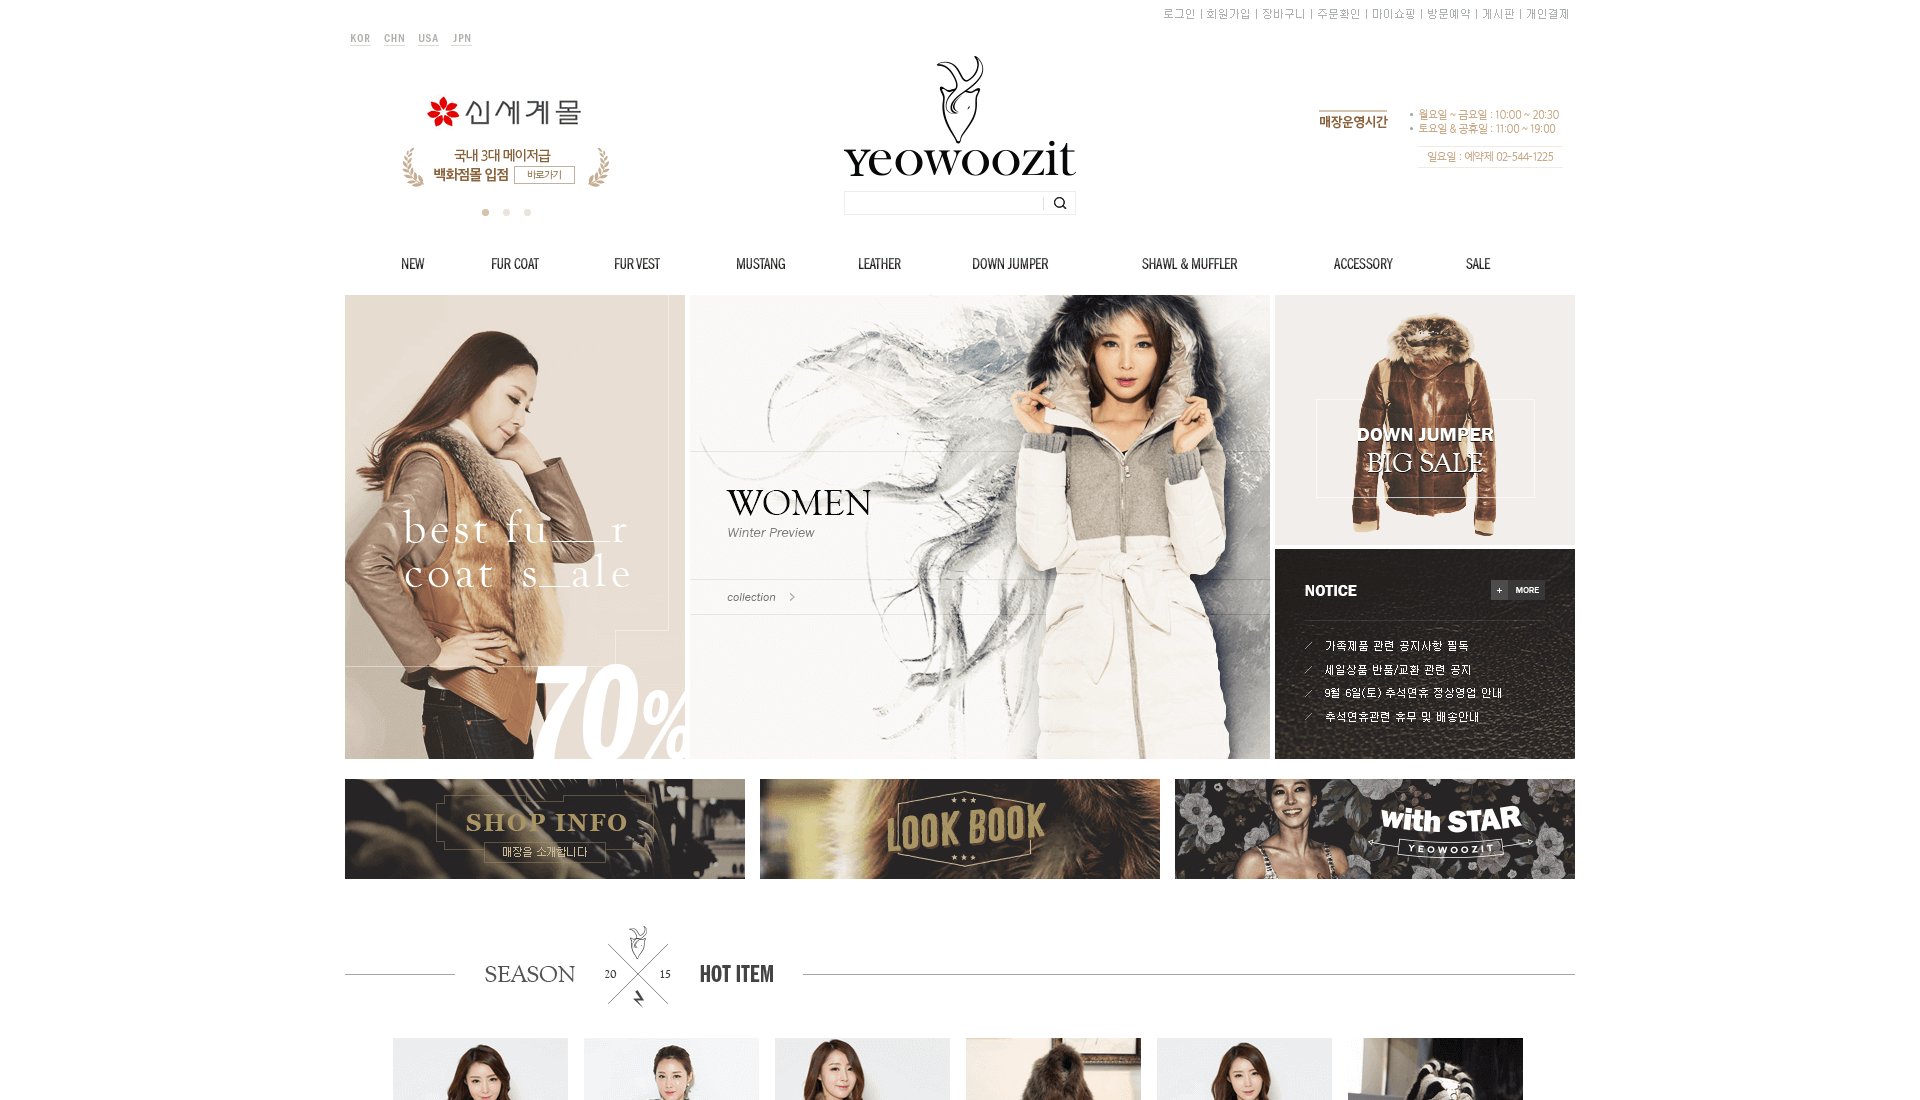 로그인 | 회원가입 | 장바구니 | 주문확인 | 마이쇼핑 | 방문예약 | 게시판 | 개인결제
KOR CHN USA JPN
신세계몰
국내 3대 메이저급
백화점몰 입점 바로가기
Yeowoozit
매장운영시간
월요일 ~ 금요일 : 10:00 ~ 20:30
토요일 & 공휴일 : 11:00 ~ 19:00
일요일 : 예약제 02-544-1225
NEW FUR COAT FUR VEST MUSTANG LEATHER DOWN JUMPER SHAWL & MUFFLER ACCESSORY SALE
best fu__r
coat s_ale
70%
WOMEN
Winter Preview
collection >
DOWN JUMPER
BIG SALE
NOTICE + MORE
가족제품 관련 공지사항 필독
세일상품 반품/교환 관련 공지
9월 6일(토) 추석연휴 정상영업 안내
추석연휴관련 휴무 및 배송안내
SHOP INFO
매장을 소개합니다
LOOK BOOK
with STAR
YEOWOOZIT
SEASON 20 15 HOT ITEM